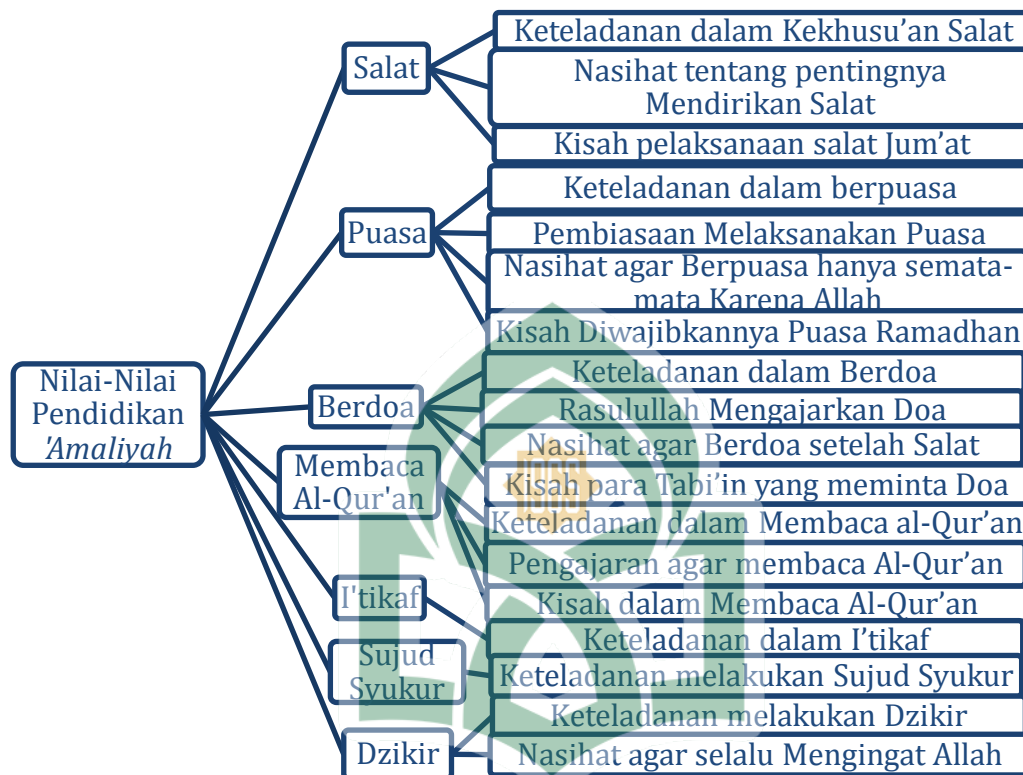 Nilai-Nilai
Pendidikan
'Amaliyah
Salat
Keteladanan dalam Kekhusu’an Salat
Nasihat tentang pentingnya
Mendirikan Salat
Kisah pelaksanaan salat Jum’at
Puasa
Keteladanan dalam berpuasa
Pembiasaan Melaksanakan Puasa
Nasihat agar Berpuasa hanya semata-
mata Karena Allah
Kisah Diwajibkannya Puasa Ramadhan
Berdoa
Keteladanan dalam Berdoa
Rasulullah Mengajarkan Doa
Nasihat agar Berdoa setelah Salat
Kisah para Tabi’in yang meminta Doa
Membaca
Al-Qur'an
Keteladanan dalam Membaca al-Qur’an
Pengajaran agar membaca Al-Qur’an
Kisah dalam Membaca Al-Qur’an
I'tikaf
Keteladanan dalam I’tikaf
Sujud
Syukur
Keteladanan melakukan Sujud Syukur
Dzikir
Keteladanan melakukan Dzikir
Nasihat agar selalu Mengingat Allah